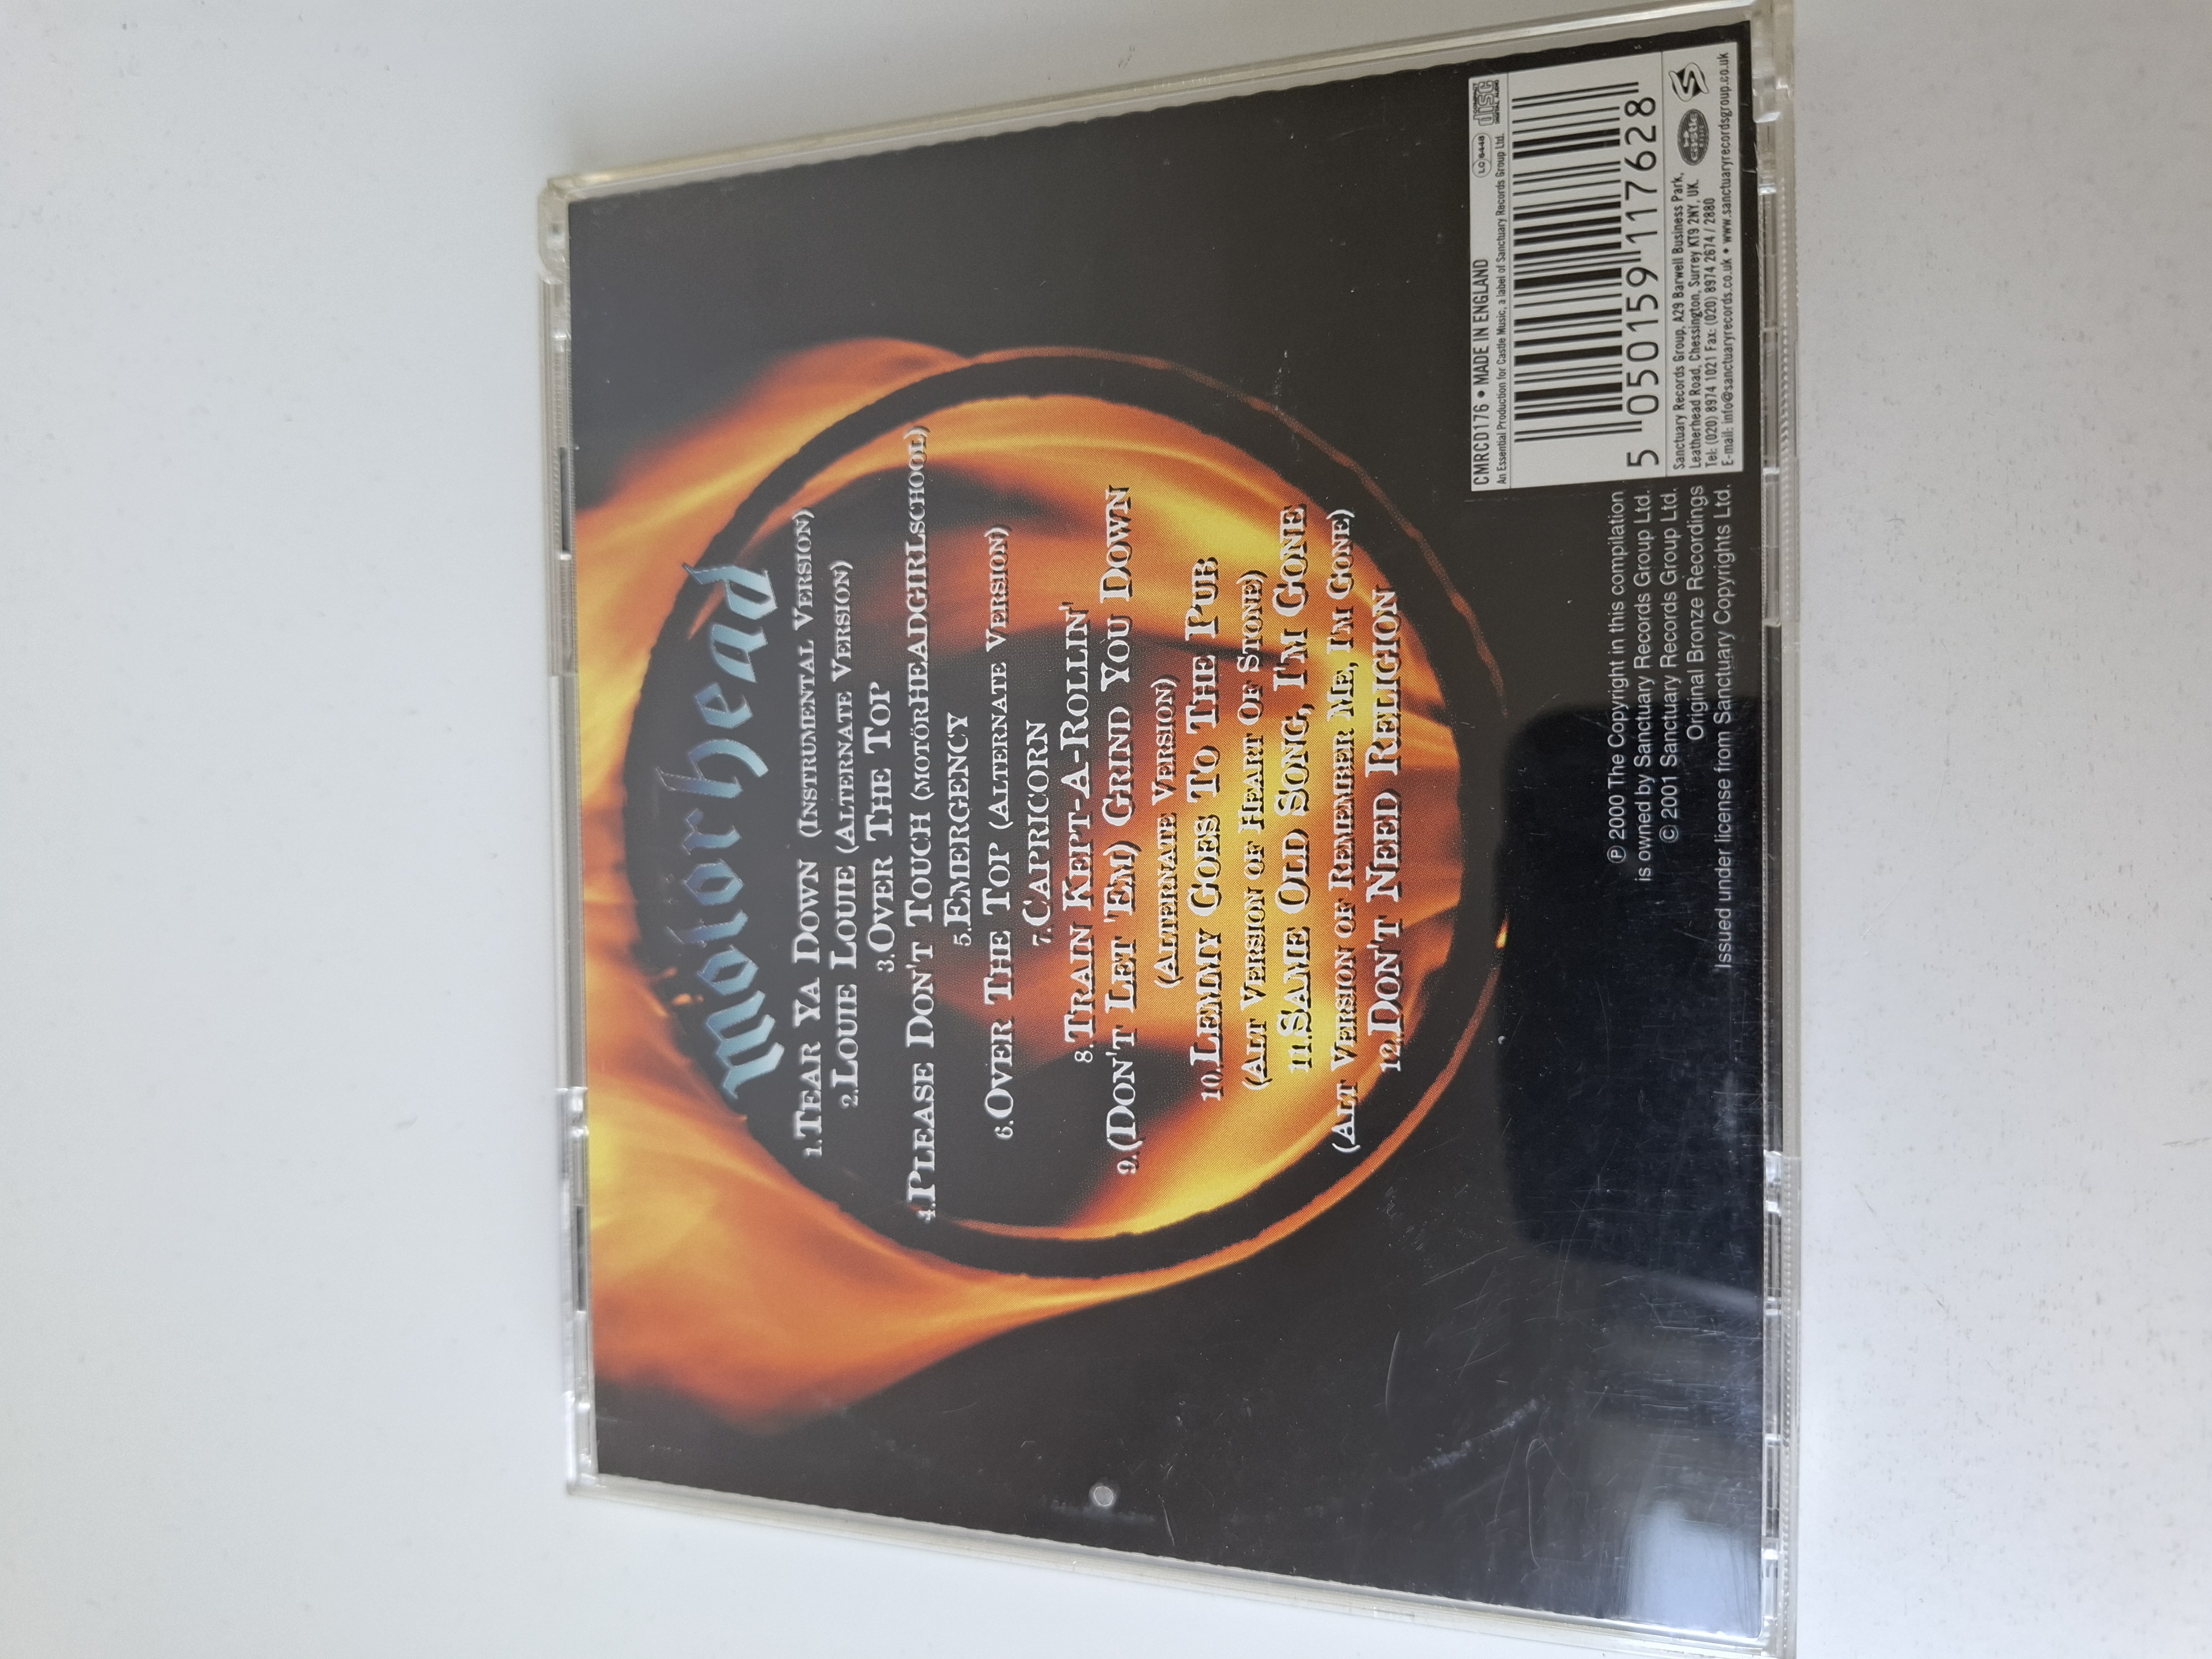 motörhead
1.Tear Ya Down (Instrumental Version)
2.Louie Louie (Alternate Version)
3.Over The Top
4.Please Don't Touch (motörHEADGIRLschool)
5.Emergency
6.Over The Top (Alternate Version)
7.Capricorn
8.Train Kept-A-Rollin'
9.(Don't Let 'Em) Grind You Down
(Alternate Version)
10.Lemmy Goes To The Pub
(Alt Version of Heart Of Stone)
11.Same Old Song, I'm Gone
(Alt Version of Remember Me, I'm Gone)
12.Don't Need Religion
℗ 2000 The Copyright in this compilation
is owned by Sanctuary Records Group Ltd.
© 2001 Sanctuary Records Group Ltd.
Original Bronze Recordings
Issued under license from Sanctuary Copyrights Ltd.
CMRCD176 • MADE IN ENGLAND
LC 6448
COMPACT disc DIGITAL AUDIO
An Essential Production for Castle Music, a label of Sanctuary Records Group Ltd.
5 050159 117628
Sanctuary Records Group, A29 Barwell Business Park,
Leatherhead Road, Chessington, Surrey KT9 2NY, UK.
Tel: (020) 8974 1021 Fax: (020) 8974 2674 / 2880
E-mail: info@sanctuaryrecords.co.uk • www.sanctuaryrecordsgroup.co.uk
castle
S